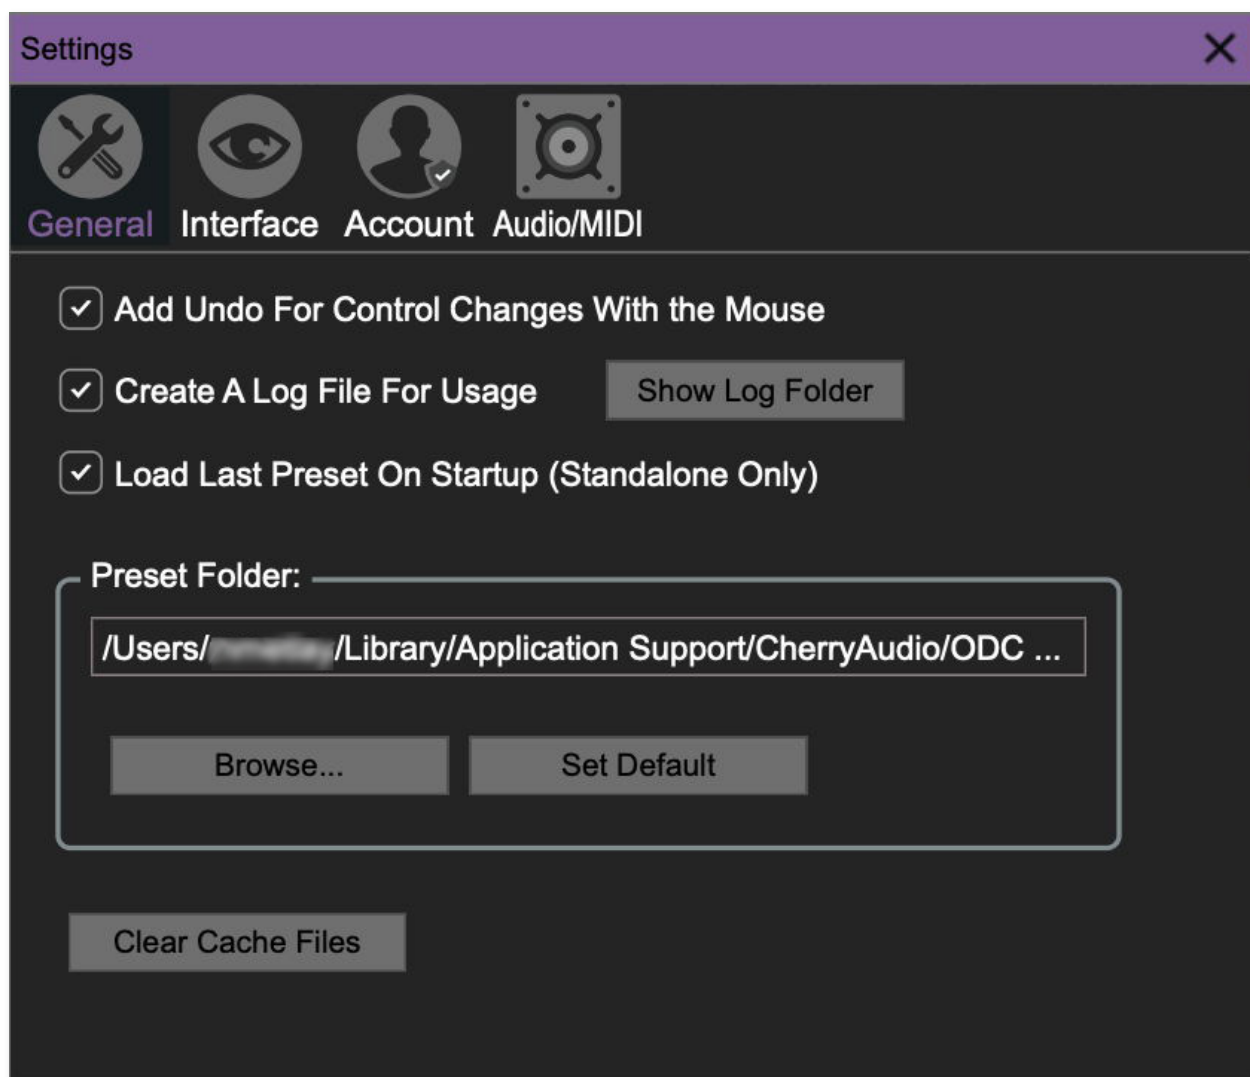 Settings
General Interface Account Audio/MIDI
Add Undo For Control Changes With the Mouse
Create A Log File For Usage Show Log Folder
Load Last Preset On Startup (Standalone Only)
Preset Folder:
/Users/ /Library/Application Support/CherryAudio/ODC ...
Browse... Set Default
Clear Cache Files